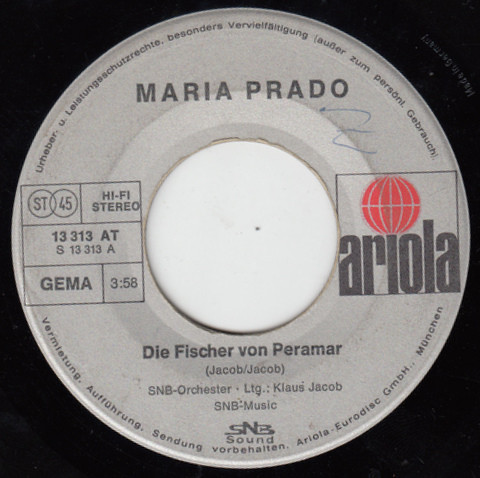 Urheber. u. Leistungsschutzrechte, besonders Vervielfältigung (außer zum persönl. Gebrauch)
Made in Germany
MARIA PRADO
ST 45
HI-FI
STEREO
13 313 AT
S 13 313 A
GEMA 3:58
ariola
Die Fischer von Peramar
(Jacob/Jacob)
SNB-Orchester · Ltg.: Klaus Jacob
SNB-Music
SNB
Sound
Vermietung, Aufführung, Sendung vorbehalten. Ariola-Eurodisc GmbH., München